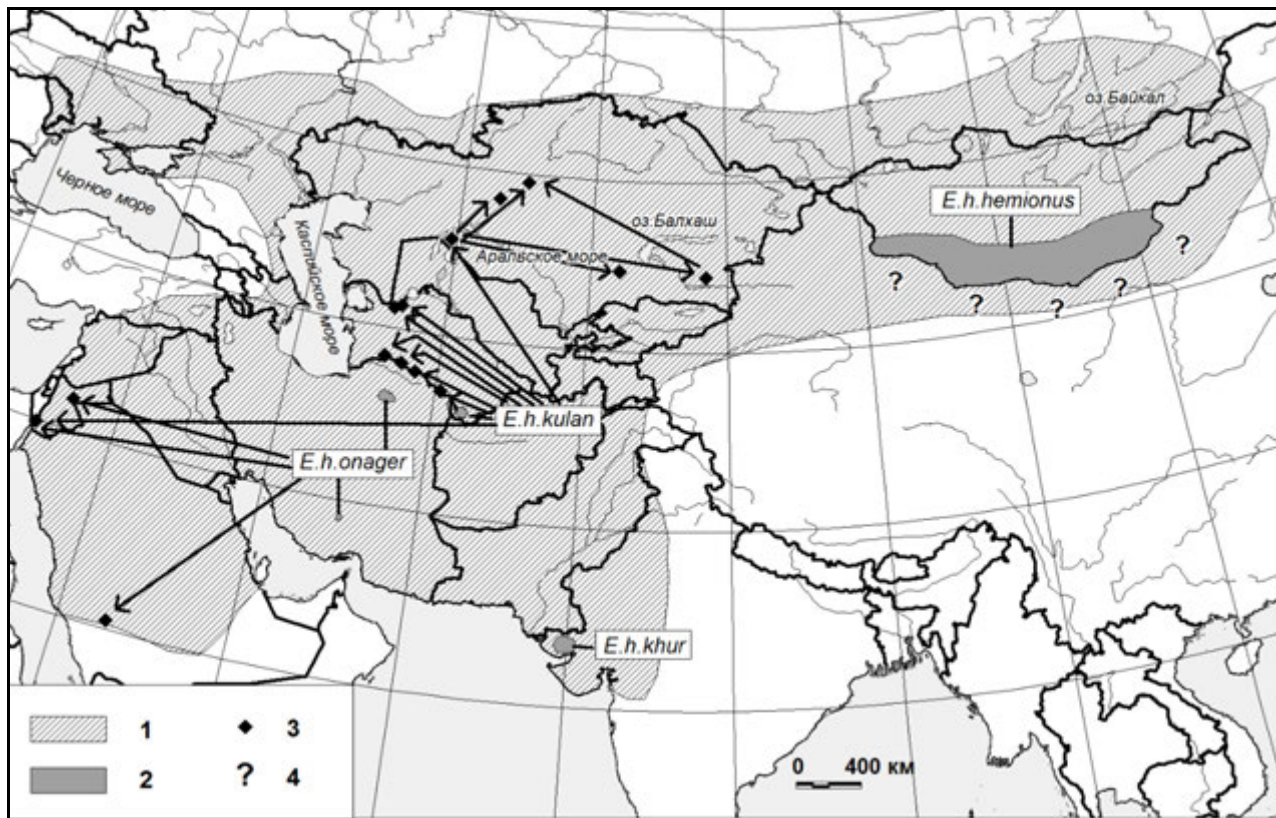 оз. Байкал
Черное море
E.h.hemionus
оз.Балхаш
Каспийское море
Аральское море
?
?
?
?
?
E.h.kulan
E.h.onager
E.h.khur
1
3
2
? 4
0 400 км